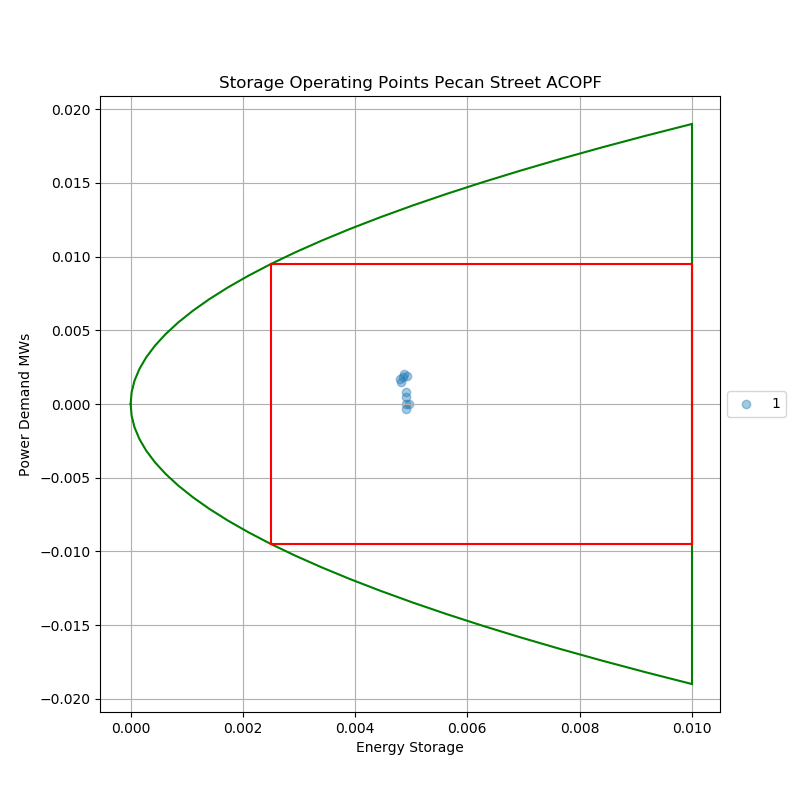 Storage Operating Points Pecan Street ACOPF
0.020
0.015
0.010
0.005
0.000
−0.005
−0.010
−0.015
−0.020
Power Demand MWs
1
0.000 0.002 0.004 0.006 0.008 0.010
Energy Storage